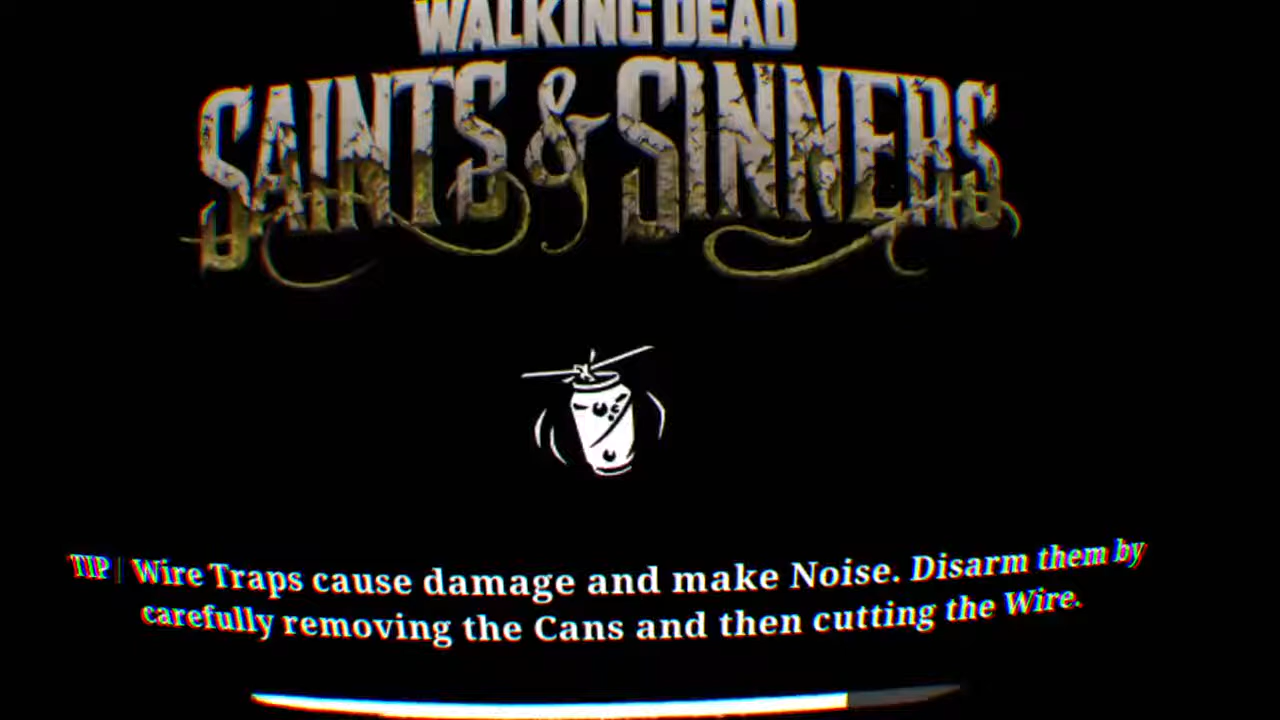 WALKING DEAD
SAINTS & SINNERS
TIP | Wire Traps cause damage and make Noise. Disarm them by
carefully removing the Cans and then cutting the Wire.